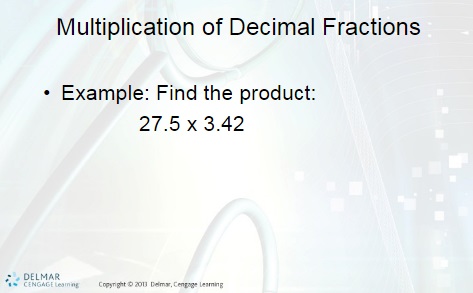 Multiplication of Decimal Fractions
• Example: Find the product:
27.5 x 3.42
DELMAR
CENGAGE Learning
Copyright © 2013 Delmar, Cengage Learning